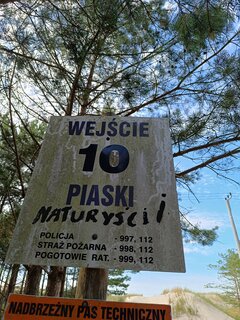 WEJŚCIE
10
PIASKI
NATURYŚCI
POLICJA - 997, 112
STRAŻ POŻARNA - 998, 112
POGOTOWIE RAT. - 999, 112
NADBRZEŻNY PAS TECHNICZNY